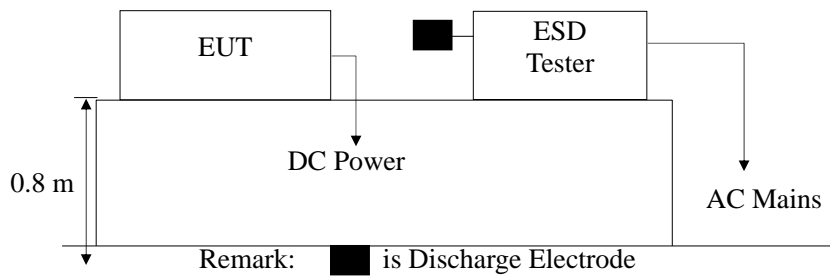 EUT
ESD
Tester
DC Power
0.8 m
AC Mains
Remark: is Discharge Electrode